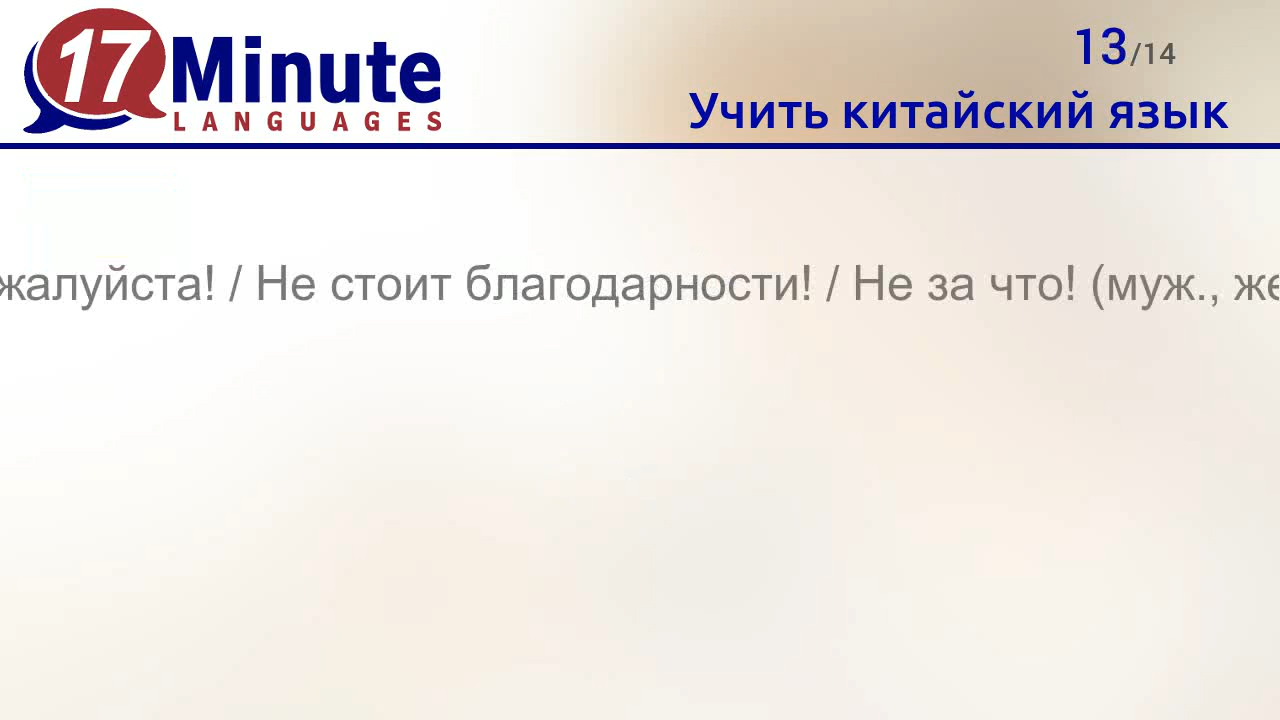 17 Minute
LANGUAGES
13/14
Учить китайский язык
жалуйста! / Не стоит благодарности! / Не за что! (муж., же